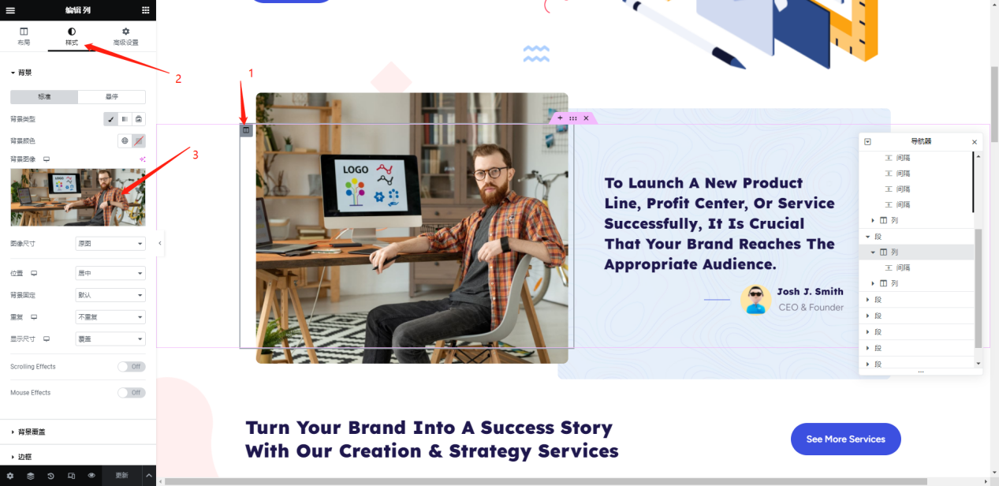 编辑 列
布局
样式
高级设置
背景
标准
悬停
背景类型
背景颜色
背景图像
图像尺寸
原图
位置
居中
背景固定
默认
重复
不重复
显示尺寸
覆盖
Scrolling Effects
Off
Mouse Effects
Off
背景覆盖
边框
更新
1
2
3
LOGO
LOGO
To Launch A New Product
Line, Profit Center, Or Service
Successfully, It Is Crucial
That Your Brand Reaches The
Appropriate Audience.
Josh J. Smith
CEO & Founder
导航器
间隔
间隔
间隔
间隔
列
段
列
间隔
列
段
段
段
段
段
Turn Your Brand Into A Success Story
With Our Creation & Strategy Services
See More Services